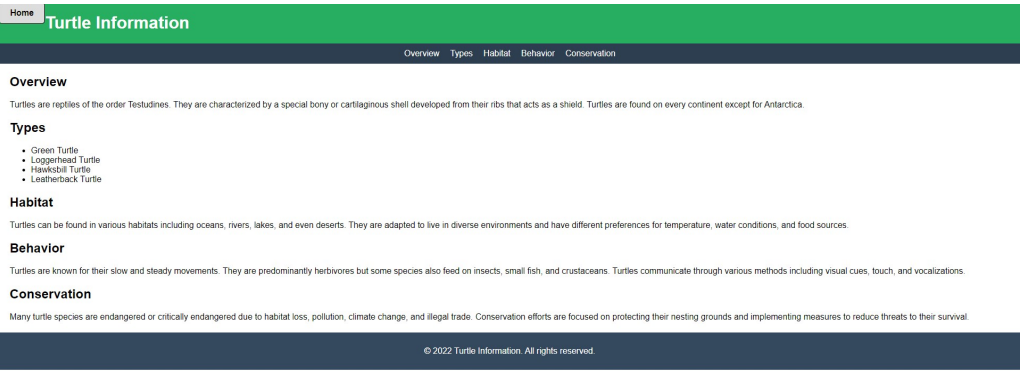 Home
Turtle Information
Overview Types Habitat Behavior Conservation
Overview
Turtles are reptiles of the order Testudines. They are characterized by a special bony or cartilaginous shell developed from their ribs that acts as a shield. Turtles are found on every continent except for Antarctica.
Types
• Green Turtle
• Loggerhead Turtle
• Hawksbill Turtle
• Leatherback Turtle
Habitat
Turtles can be found in various habitats including oceans, rivers, lakes, and even deserts. They are adapted to live in diverse environments and have different preferences for temperature, water conditions, and food sources.
Behavior
Turtles are known for their slow and steady movements. They are predominantly herbivores but some species also feed on insects, small fish, and crustaceans. Turtles communicate through various methods including visual cues, touch, and vocalizations.
Conservation
Many turtle species are endangered or critically endangered due to habitat loss, pollution, climate change, and illegal trade. Conservation efforts are focused on protecting their nesting grounds and implementing measures to reduce threats to their survival.
© 2022 Turtle Information. All rights reserved.